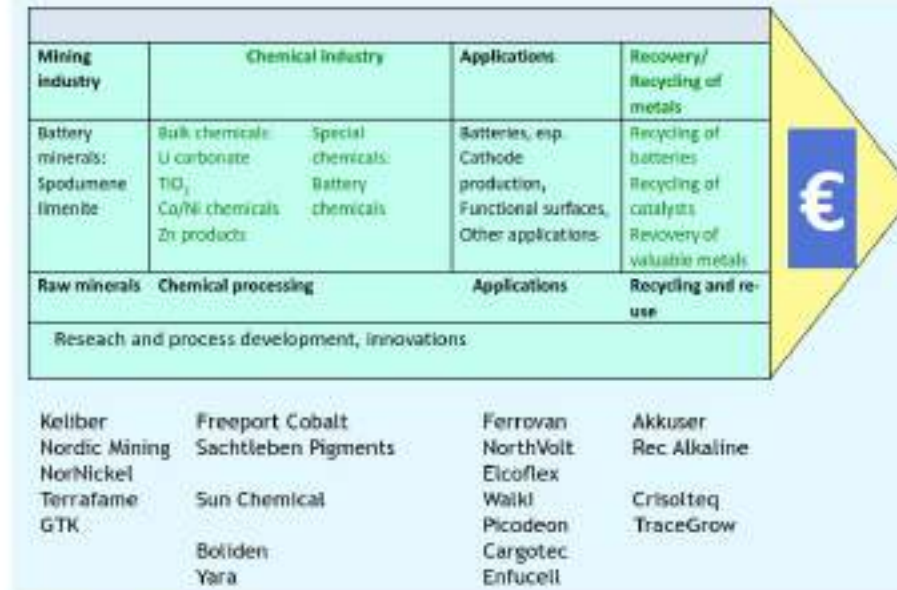 Mining industry
Chemical industry
Applications
Recovery/ Recycling of metals
Battery minerals: Spodumene Ilmenite
Bulk chemicals:
Li carbonate
TiO2
Co/Ni chemicals
Zn products
Special chemicals:
Battery chemicals
Batteries, esp. Cathode production, Functional surfaces, Other applications
Recycling of batteries
Recycling of catalysts
Revovery of valuable metals
Raw minerals
Chemical processing
Applications
Recycling and re-use
Reseach and process development, innovations
€
Keliber
Nordic Mining
NorNickel
Terrafame
GTK
Freeport Cobalt
Sachtleben Pigments
Sun Chemical
Boliden
Yara
Ferrovan
NorthVolt
Elcoflex
Walki
Picodeon
Cargotec
Enfucell
Akkuser
Rec Alkaline
Crisolteq
TraceGrow